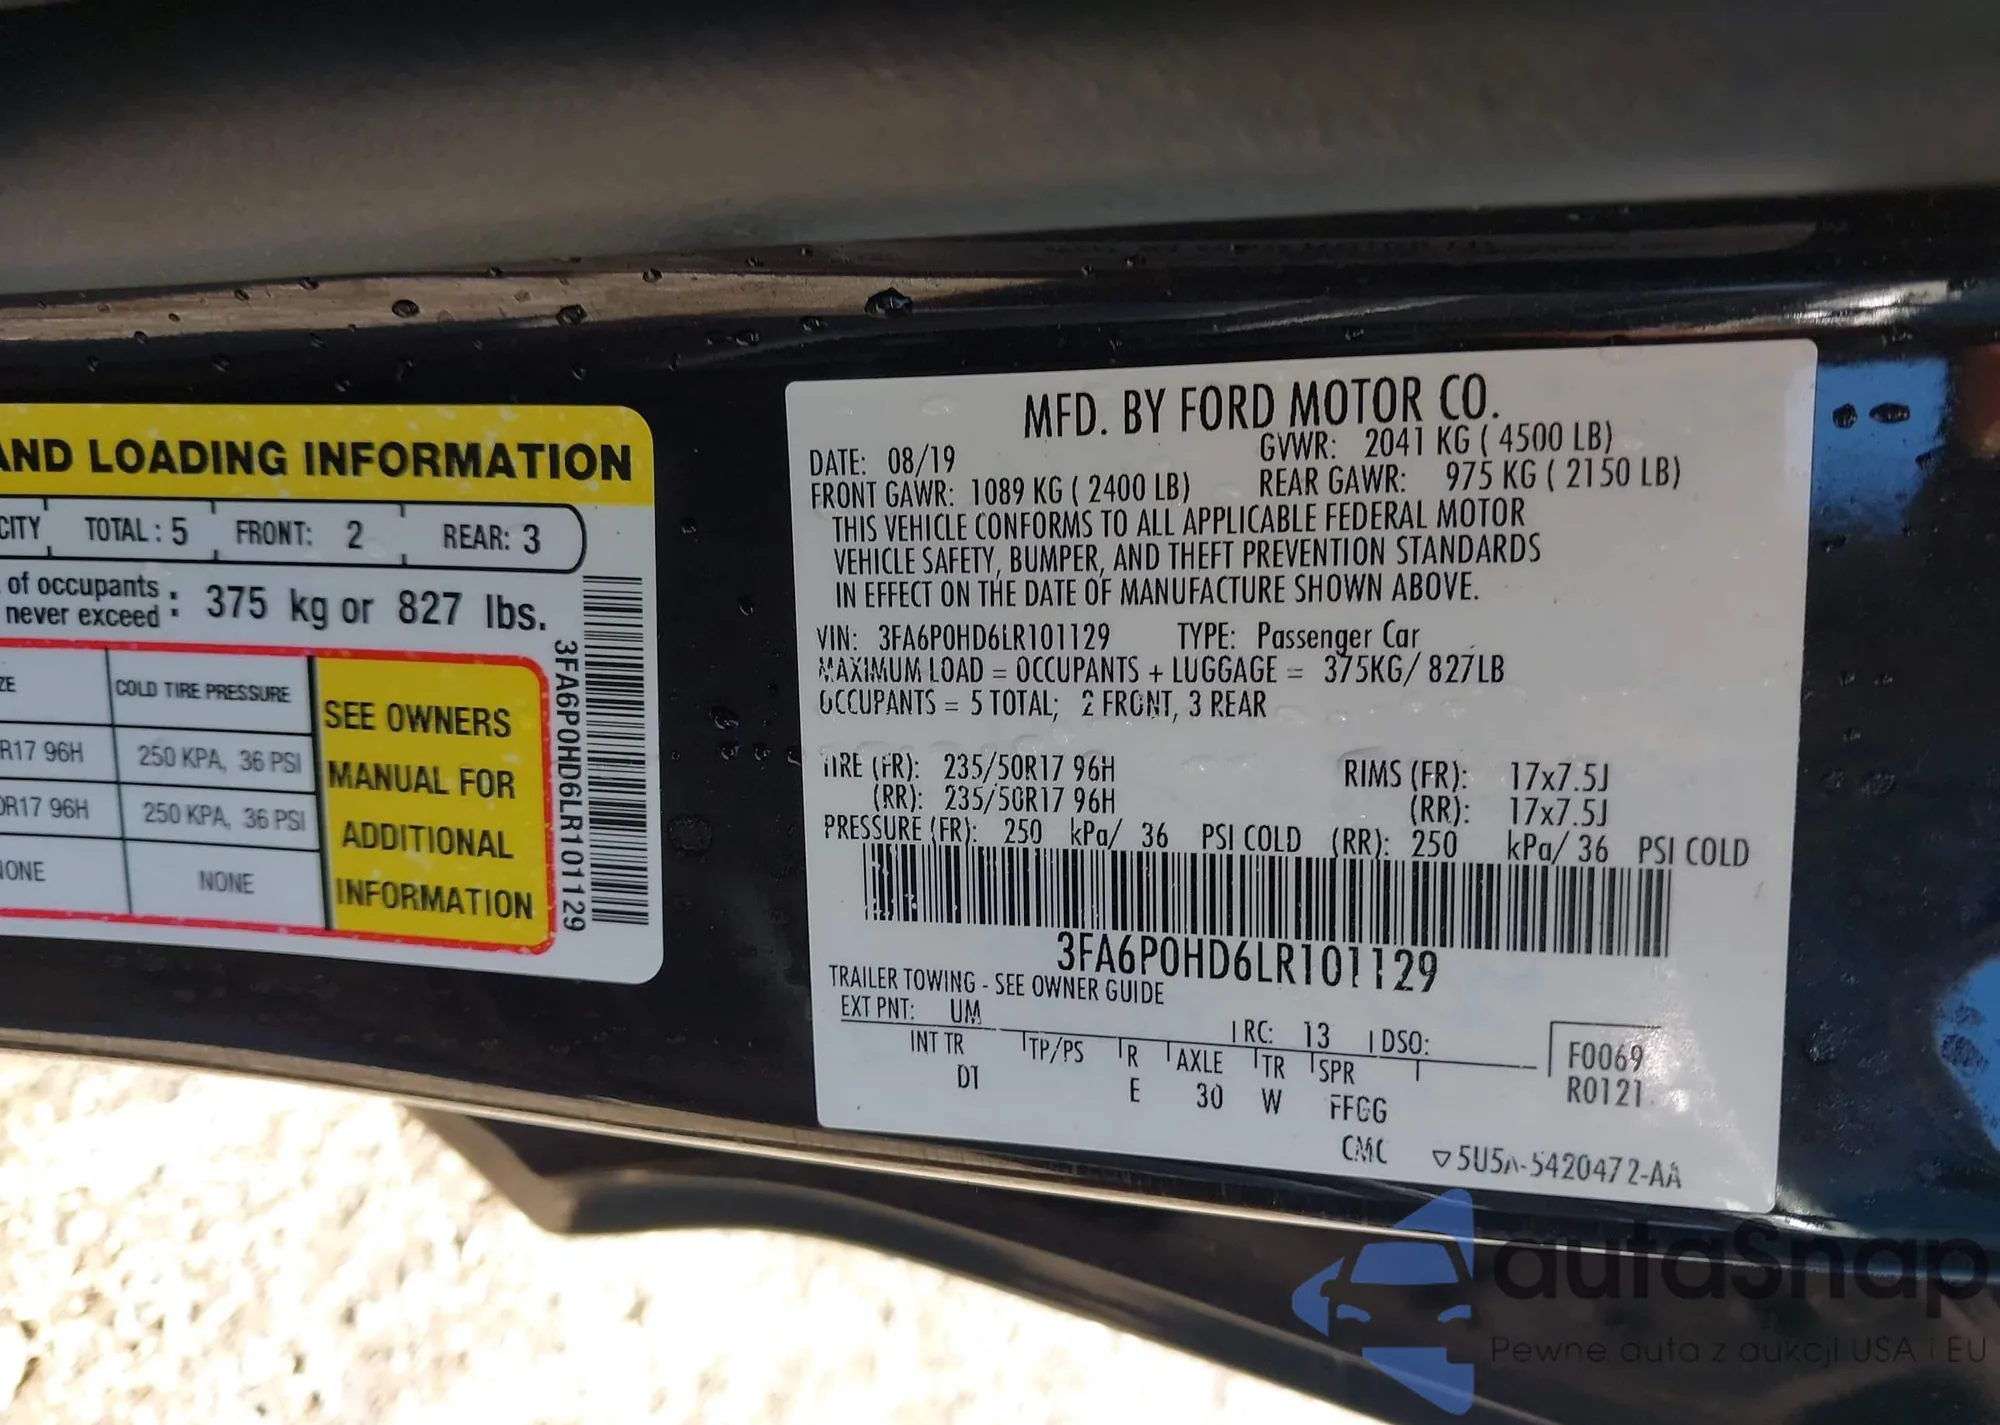 AND LOADING INFORMATION
CITY TOTAL: 5 FRONT: 2 REAR: 3
of occupants
never exceed : 375 kg or 827 lbs.
ZE COLD TIRE PRESSURE
R17 96H 250 KPA, 36 PSI
0R17 96H 250 KPA, 36 PSI
IONE NONE
SEE OWNERS
MANUAL FOR
ADDITIONAL
INFORMATION
3FA6P0HD6LR101129
MFD. BY FORD MOTOR CO.
DATE: 08/19 GVWR: 2041 KG ( 4500 LB)
FRONT GAWR: 1089 KG ( 2400 LB) REAR GAWR: 975 KG ( 2150 LB)
THIS VEHICLE CONFORMS TO ALL APPLICABLE FEDERAL MOTOR
VEHICLE SAFETY, BUMPER, AND THEFT PREVENTION STANDARDS
IN EFFECT ON THE DATE OF MANUFACTURE SHOWN ABOVE.
VIN: 3FA6P0HD6LR101129 TYPE: Passenger Car
MAXIMUM LOAD = OCCUPANTS + LUGGAGE = 375KG/ 827LB
OCCUPANTS = 5 TOTAL; 2 FRONT, 3 REAR
TIRE (FR): 235/50R17 96H RIMS (FR): 17x7.5J
(RR): 235/50R17 96H (RR): 17x7.5J
PRESSURE (FR): 250 kPa/ 36 PSI COLD (RR): 250 kPa/ 36 PSI COLD
3FA6P0HD6LR101129
TRAILER TOWING - SEE OWNER GUIDE
EXT PNT: UM RC: 13 DSO:
INT TR TP/PS R AXLE TR SPR
DT E 30 W FFGG
CMC
F0069
R0121
5U5A-5420472-AA
autaSnap
Pewne auta z aukcji USA i EU